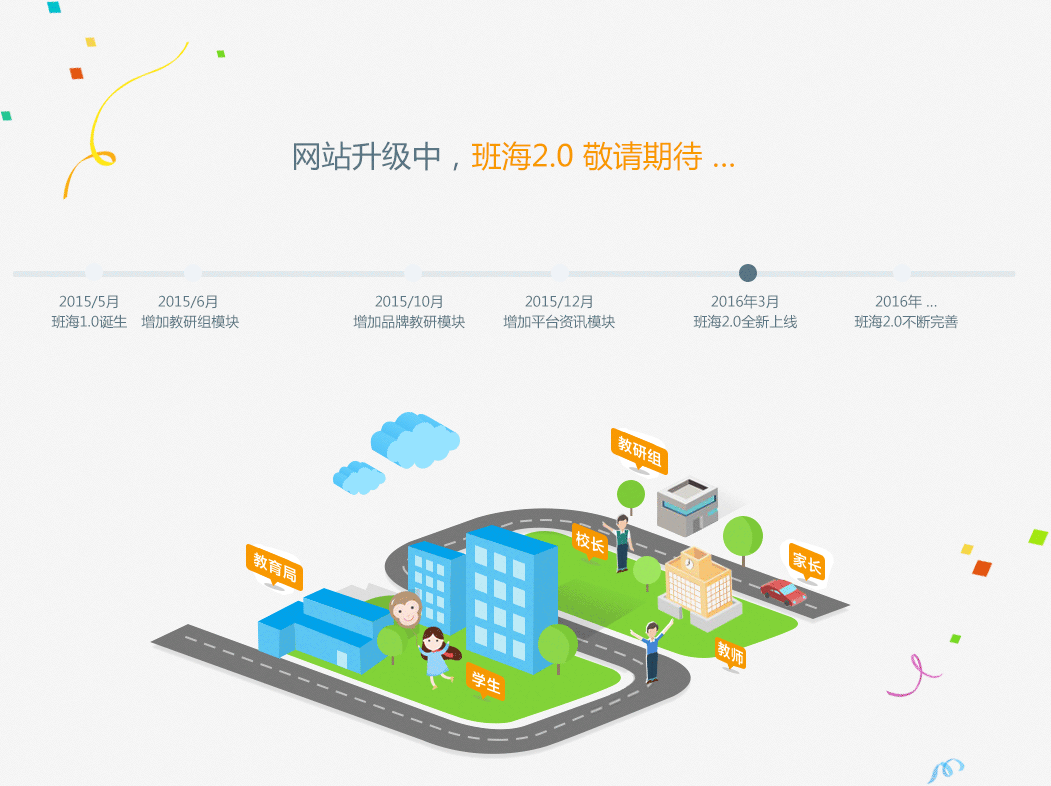 网站升级中，班海2.0 敬请期待 ...
2015/5月
班海1.0诞生
2015/6月
增加教研组模块
2015/10月
增加品牌教研模块
2015/12月
增加平台资讯模块
2016年3月
班海2.0全新上线
2016年 ...
班海2.0不断完善
教研组
校长
家长
教育局
教师
学生